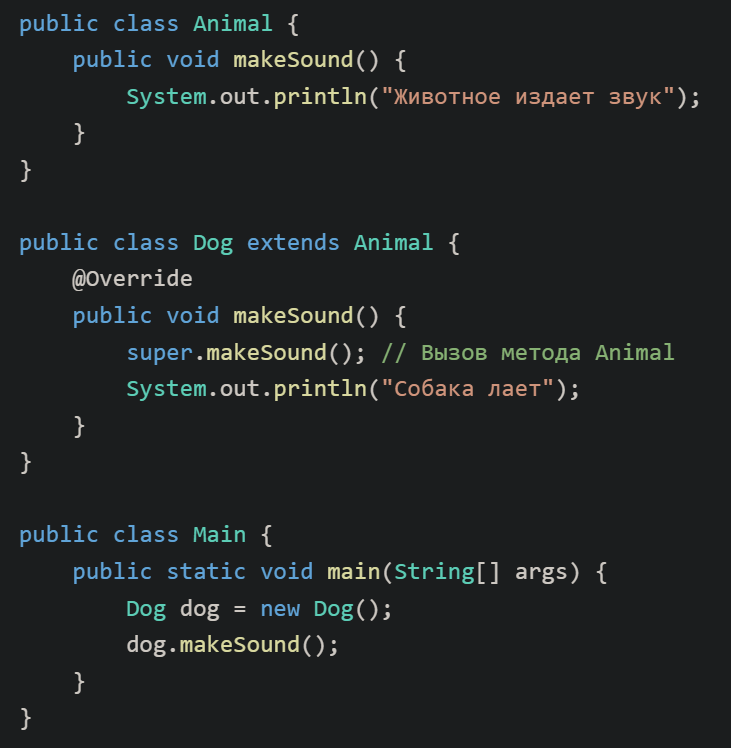 public class Animal {
    public void makeSound() {
        System.out.println("Животное издает звук");
    }
}

public class Dog extends Animal {
    @Override
    public void makeSound() {
        super.makeSound(); // Вызов метода Animal
        System.out.println("Собака лает");
    }
}

public class Main {
    public static void main(String[] args) {
        Dog dog = new Dog();
        dog.makeSound();
    }
}